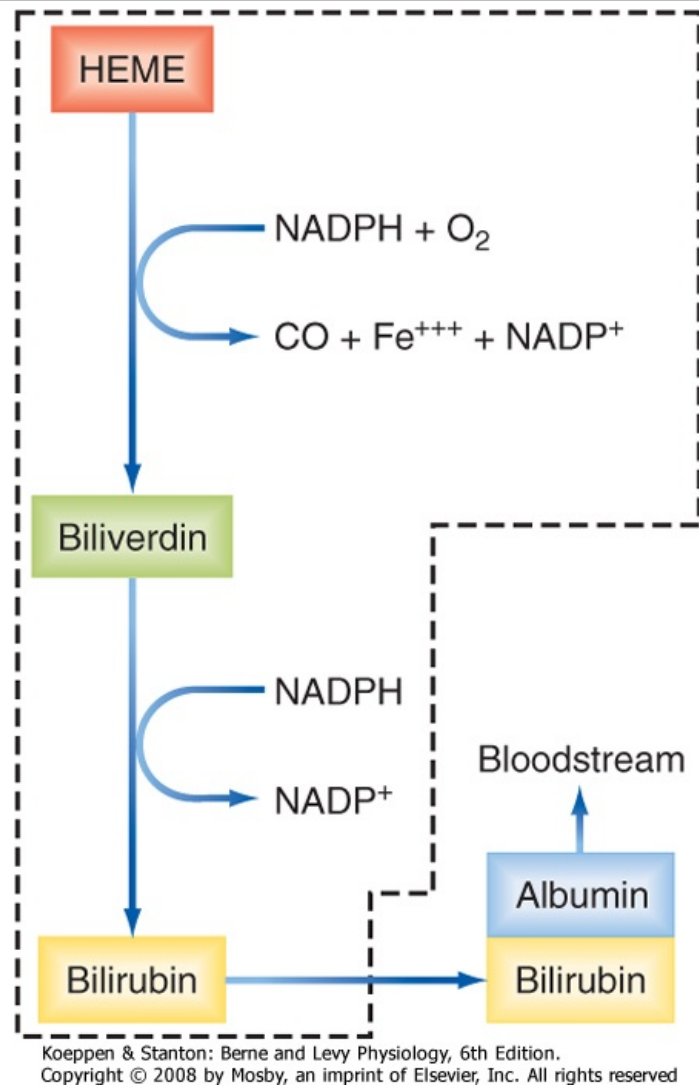 HEME
NADPH + O₂
CO + Fe⁺⁺⁺ + NADP⁺
Biliverdin
NADPH
NADP⁺
Bloodstream
Albumin
Bilirubin
Bilirubin
Koeppen & Stanton: Berne and Levy Physiology, 6th Edition.
Copyright © 2008 by Mosby, an imprint of Elsevier, Inc. All rights reserved